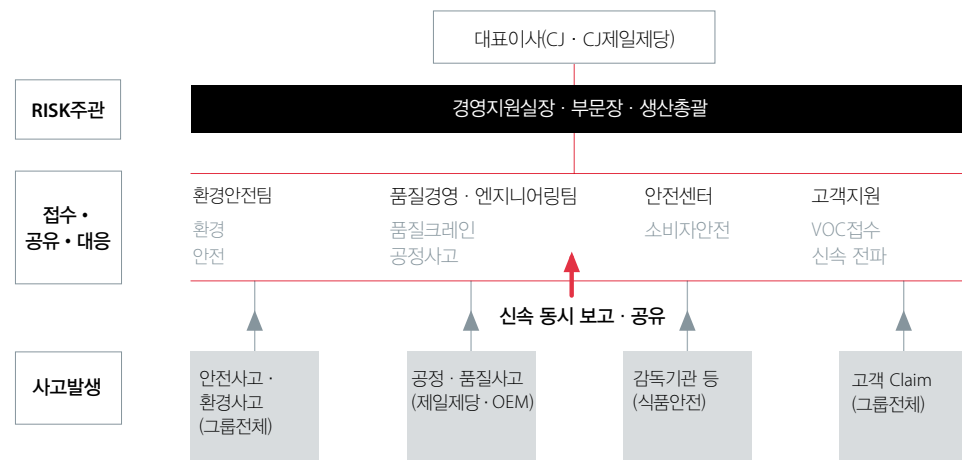 대표이사(CJ · CJ제일제당)
RISK주관
경영지원실장 · 부문장 · 생산총괄
접수 •
공유 • 대응
환경안전팀
환경
안전
품질경영 · 엔지니어링팀
품질크레인
공정사고
안전센터
소비자안전
고객지원
VOC접수
신속 전파
신속 동시 보고 · 공유
사고발생
안전사고 ·
환경사고
(그룹전체)
공정 · 품질사고
(제일제당 · OEM)
감독기관 등
(식품안전)
고객 Claim
(그룹전체)